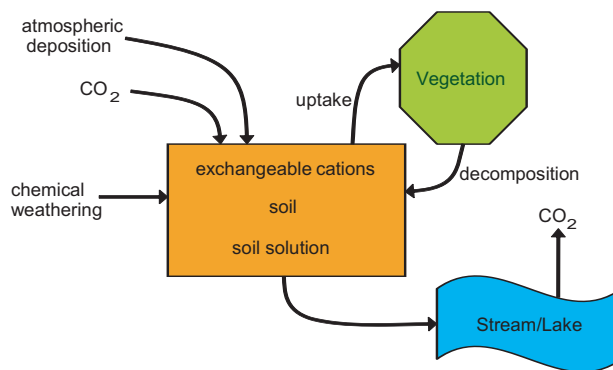 atmospheric
deposition
CO2
uptake
Vegetation
exchangeable cations
decomposition
chemical
weathering
soil
soil solution
CO2
Stream/Lake